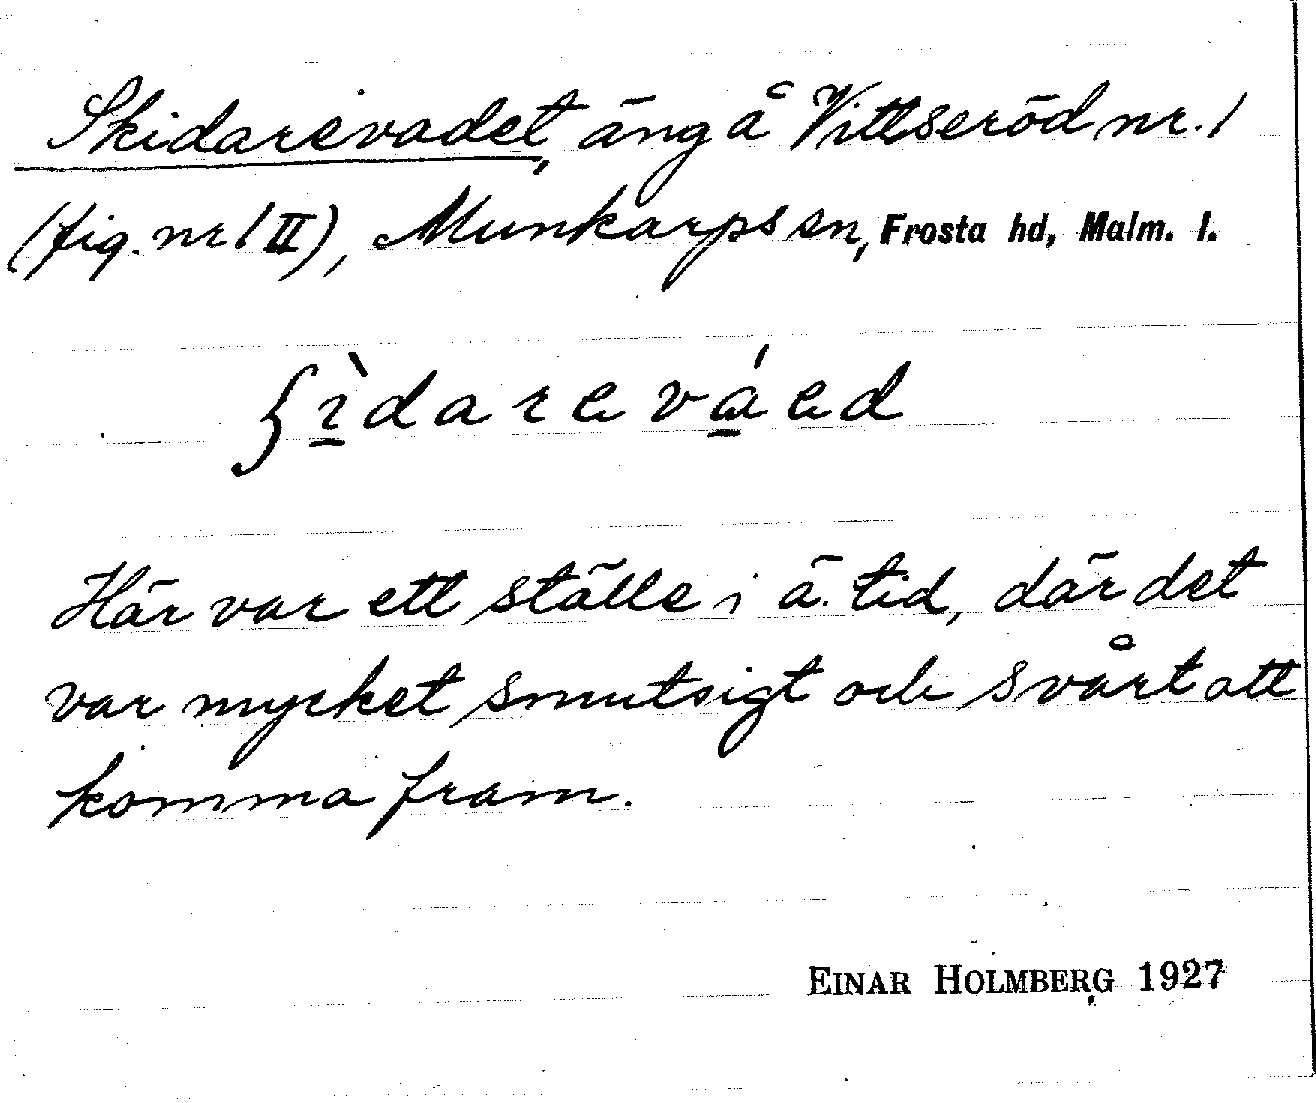 Skidarevadet, äng å Vittseröd nr. 1
(fig. nr 1 II), Munkarps sn, Frosta hd, Malm. l.
ʃìdareváed
Här var ett ställe i ä. tid, där det
var mycket smutsigt och svårt att
komma fram.
EINAR HOLMBERG 1927